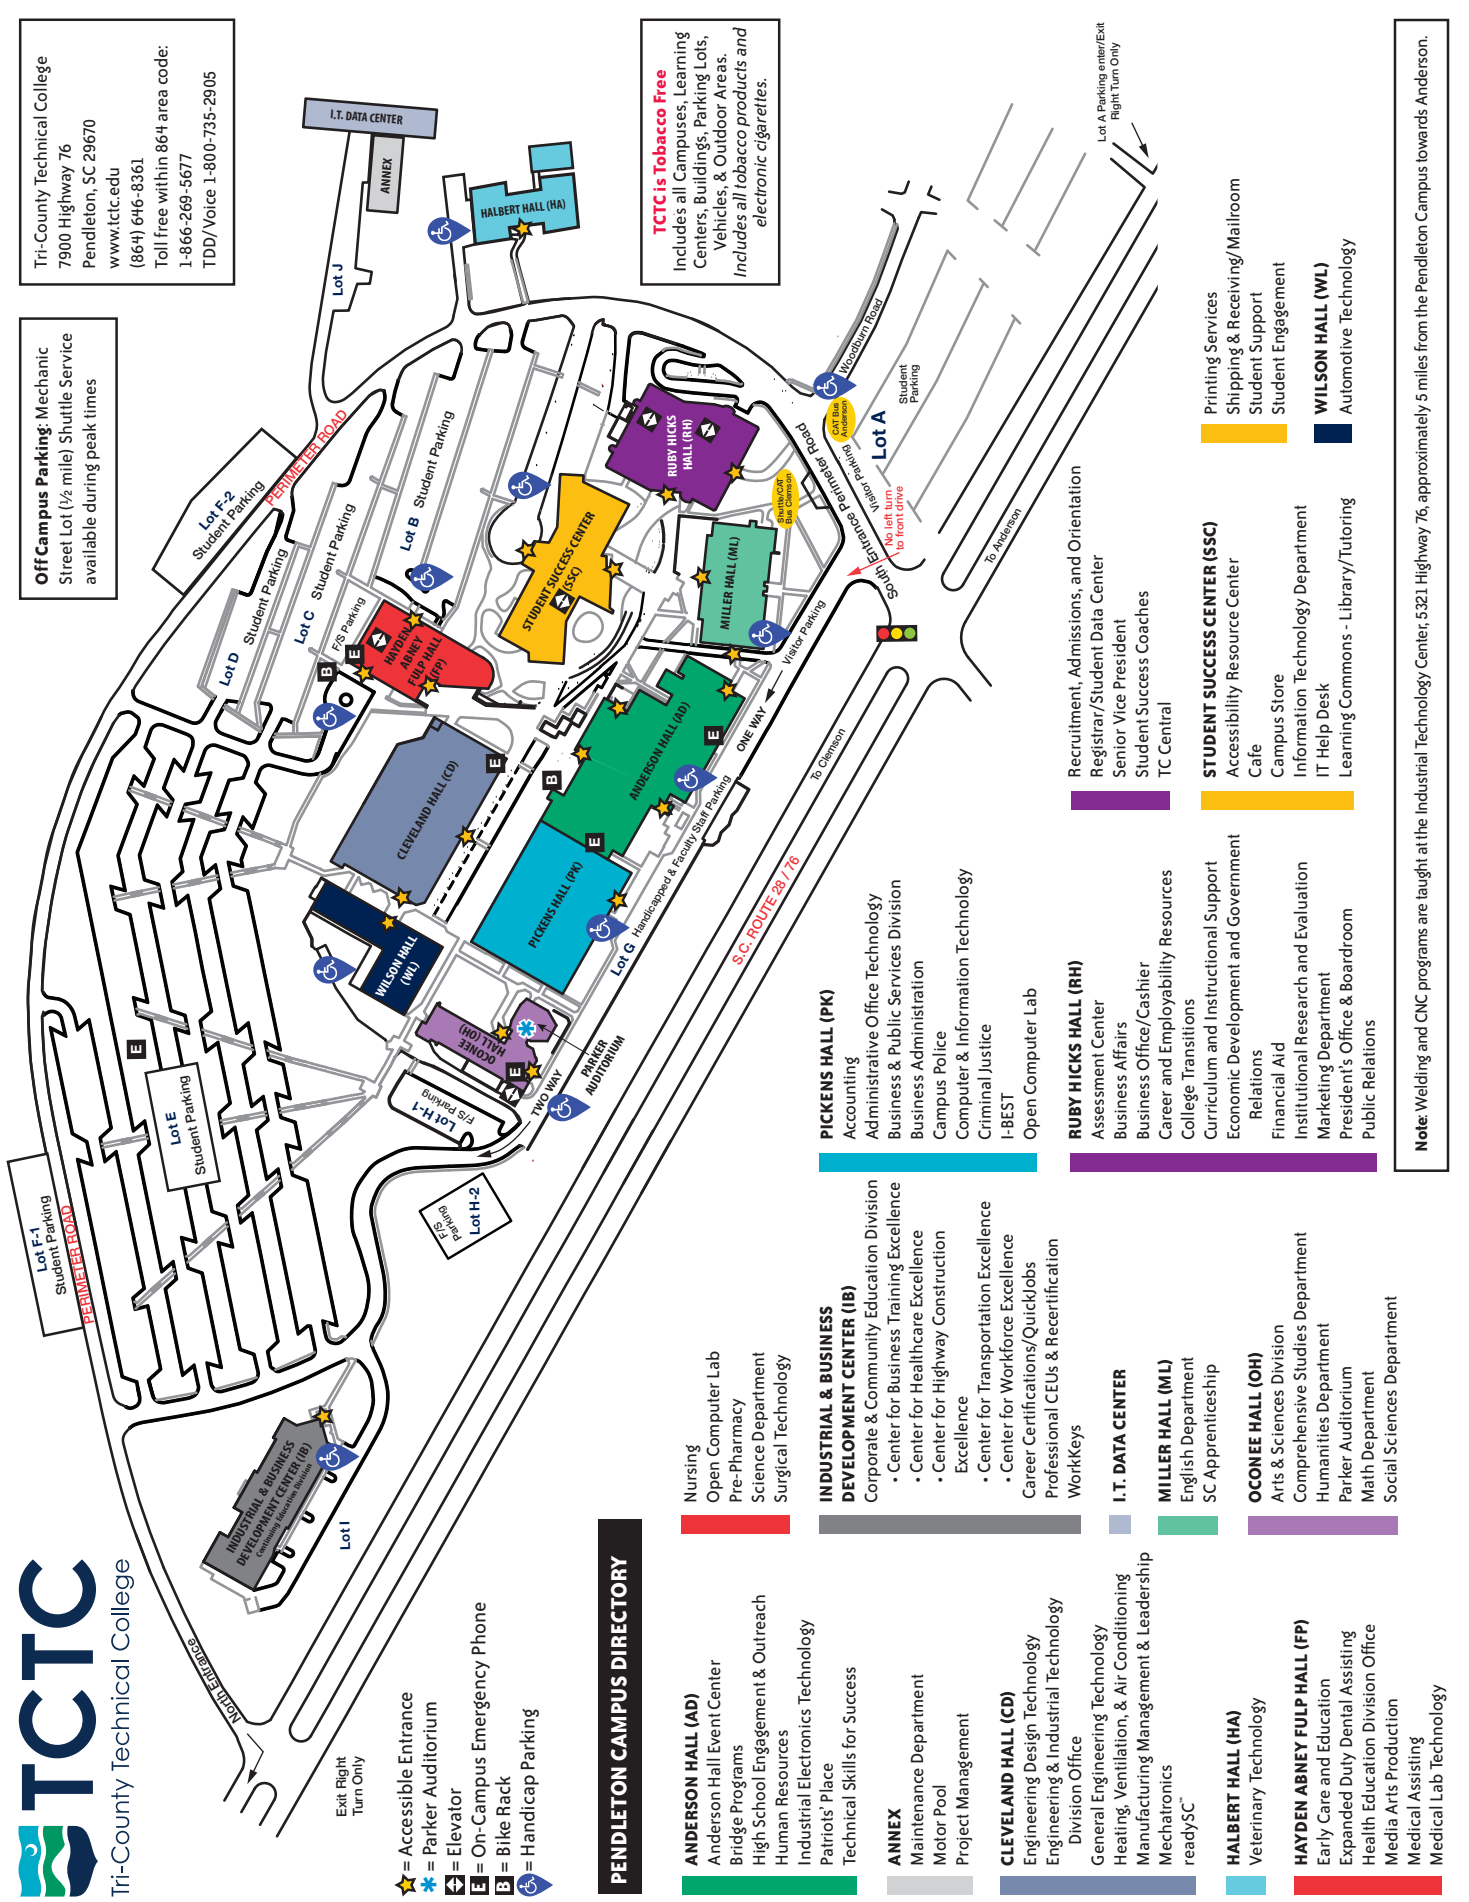 TCTC
Tri-County Technical College
Tri-County Technical College
7900 Highway 76
Pendleton, SC 29670
www.tctc.edu
(864) 646-8361
Toll free within 864 area code:
1-866-269-5677
TDD/Voice 1-800-735-2905
Off Campus Parking: Mechanic
Street Lot (½ mile) Shuttle Service
available during peak times
TCTC is Tobacco Free
Includes all Campuses, Learning
Centers, Buildings, Parking Lots,
Vehicles, & Outdoor Areas.
Includes all tobacco products and
electronic cigarettes.
North Entrance
Exit Right
Turn Only
INDUSTRIAL & BUSINESS
DEVELOPMENT CENTER (IB)
Continuing Education Division
Lot I
Lot F-1
Student Parking
PERIMETER ROAD
Lot E
Student Parking
E
F/S
Parking
Lot H-2
Lot H-1
F/S Parking
TWO WAY
PARKER
AUDITORIUM
OCONEE
HALL (OH)
E
WILSON HALL
(WL)
PICKENS HALL (PK)
E
Lot G
Handicapped & Faculty Staff Parking
S.C. ROUTE 28 / 76
CLEVELAND HALL (CD)
E
B
ANDERSON HALL (AD)
E
ONE WAY
To Clemson
Visitor Parking
Lot D
Student Parking
Lot C
Student Parking
F/S Parking
B
E
HAYDEN
ABNEY
FULP HALL
(FP)
Lot B
Student Parking
Lot F-2
Student Parking
PERIMETER ROAD
STUDENT SUCCESS CENTER
(SSC)
MILLER HALL (ML)
RUBY HICKS
HALL (RH)
Shuttle/CAT
Bus Clemson
CAT Bus
Anderson
South Entrance Perimeter Road
Visitor Parking
No left turn
to front drive
To Anderson
Lot A
Student
Parking
Woodburn Road
Lot A Parking enter/Exit
Right Turn Only
Lot J
I.T. DATA CENTER
ANNEX
HALBERT HALL (HA)
= Accessible Entrance
= Parker Auditorium
= Elevator
E = On-Campus Emergency Phone
B = Bike Rack
= Handicap Parking
PENDLETON CAMPUS DIRECTORY
ANDERSON HALL (AD)
Anderson Hall Event Center
Bridge Programs
High School Engagement & Outreach
Human Resources
Industrial Electronics Technology
Patriots' Place
Technical Skills for Success
ANNEX
Maintenance Department
Motor Pool
Project Management
CLEVELAND HALL (CD)
Engineering Design Technology
Engineering & Industrial Technology
Division Office
General Engineering Technology
Heating, Ventilation, & Air Conditioning
Manufacturing Management & Leadership
Mechatronics
readySC™
HALBERT HALL (HA)
Veterinary Technology
HAYDEN ABNEY FULP HALL (FP)
Early Care and Education
Expanded Duty Dental Assisting
Health Education Division Office
Media Arts Production
Medical Assisting
Medical Lab Technology
Nursing
Open Computer Lab
Pre-Pharmacy
Science Department
Surgical Technology
INDUSTRIAL & BUSINESS
DEVELOPMENT CENTER (IB)
Corporate & Community Education Division
• Center for Business Training Excellence
• Center for Healthcare Excellence
• Center for Highway Construction
Excellence
• Center for Transportation Excellence
• Center for Workforce Excellence
Career Certifications/QuickJobs
Professional CEUs & Recertification
WorkKeys
I.T. DATA CENTER
MILLER HALL (ML)
English Department
SC Apprenticeship
OCONEE HALL (OH)
Arts & Sciences Division
Comprehensive Studies Department
Humanities Department
Parker Auditorium
Math Department
Social Sciences Department
PICKENS HALL (PK)
Accounting
Administrative Office Technology
Business & Public Services Division
Business Administration
Campus Police
Computer & Information Technology
Criminal Justice
I-BEST
Open Computer Lab
RUBY HICKS HALL (RH)
Assessment Center
Business Affairs
Business Office/Cashier
Career and Employability Resources
College Transitions
Curriculum and Instructional Support
Economic Development and Government
Relations
Financial Aid
Institutional Research and Evaluation
Marketing Department
President's Office & Boardroom
Public Relations
Recruitment, Admissions, and Orientation
Registrar/Student Data Center
Senior Vice President
Student Success Coaches
TC Central
STUDENT SUCCESS CENTER (SSC)
Accessibility Resource Center
Cafe
Campus Store
Information Technology Department
IT Help Desk
Learning Commons - Library/Tutoring
Printing Services
Shipping & Receiving/Mailroom
Student Support
Student Engagement
WILSON HALL (WL)
Automotive Technology
Note: Welding and CNC programs are taught at the Industrial Technology Center, 5321 Highway 76, approximately 5 miles from the Pendleton Campus towards Anderson.